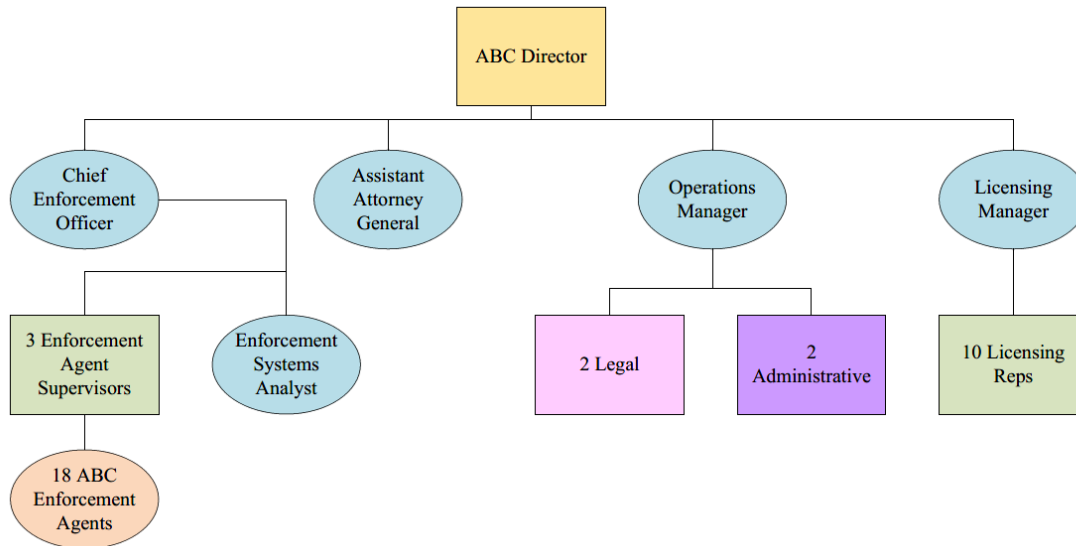 ABC Director
Chief
Enforcement
Officer
Assistant
Attorney
General
Operations
Manager
Licensing
Manager
3 Enforcement
Agent
Supervisors
Enforcement
Systems
Analyst
2 Legal
2
Administrative
10 Licensing
Reps
18 ABC
Enforcement
Agents